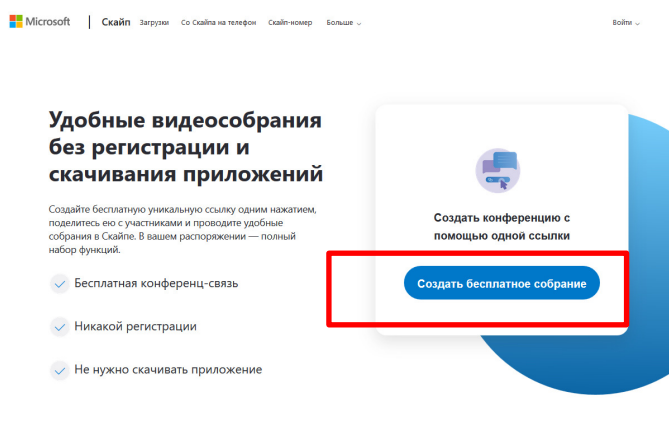 Microsoft
Скайп Загрузки Со Скайпа на телефон Скайп-номер Больше Войти
Удобные видеособрания
без регистрации и
скачивания приложений
Создайте бесплатную уникальную ссылку одним нажатием,
поделитесь ею с участниками и проводите удобные
собрания в Скайпе. В вашем распоряжении — полный
набор функций.
Бесплатная конференц-связь
Никакой регистрации
Не нужно скачивать приложение
Создать конференцию с
помощью одной ссылки
Создать бесплатное собрание